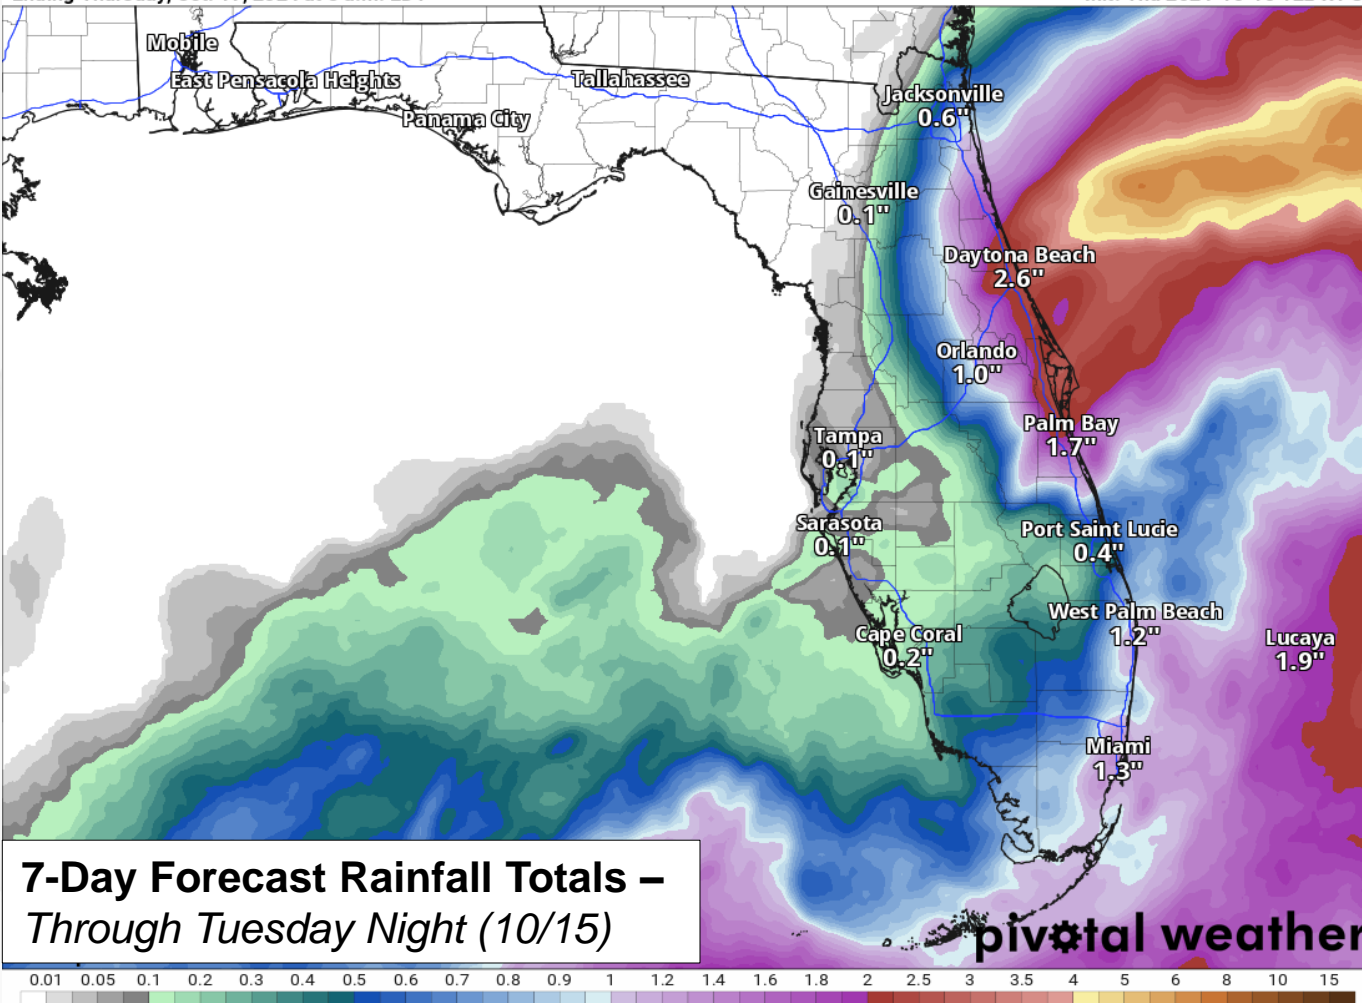 Mobile
East Pensacola Heights
Tallahassee
Panama City
Jacksonville
0.6"
Gainesville
0.1"
Daytona Beach
2.6"
Orlando
1.0"
Palm Bay
1.7"
Tampa
0.1"
Sarasota
0.1"
Port Saint Lucie
0.4"
West Palm Beach
1.2"
Cape Coral
0.2"
Lucaya
1.9"
Miami
1.3"
7-Day Forecast Rainfall Totals –
Through Tuesday Night (10/15)
pivotal weather
0.01 0.05 0.1 0.2 0.3 0.4 0.5 0.6 0.7 0.8 0.9 1 1.2 1.4 1.6 1.8 2 2.5 3 3.5 4 5 6 8 10 15